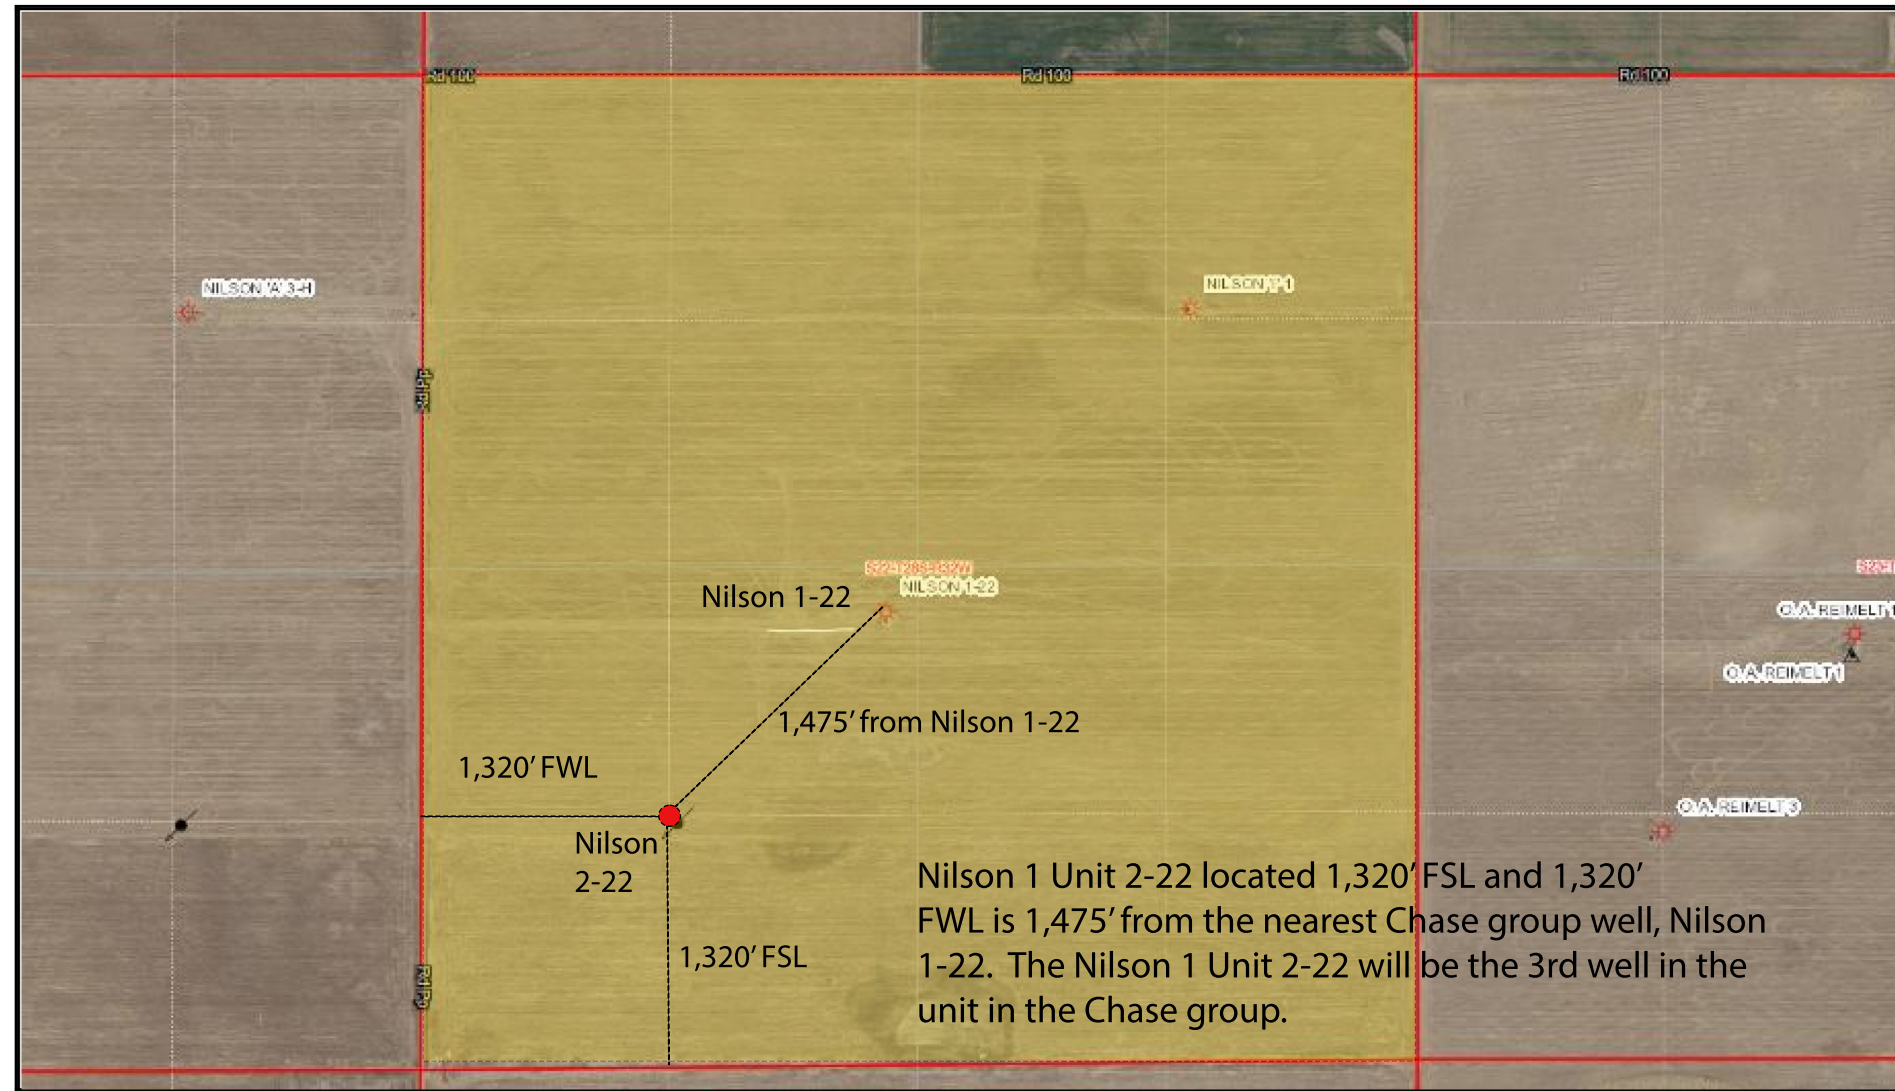 Rd 100
Rd 100
Rd 100
NILSON 'A' 3-H
S22-T28S-R32W
NILSON 1-22
Nilson 1-22
O. A. REIMELT 1
O. A. REIMELT 1
1,475' from Nilson 1-22
1,320' FWL
O. A. REIMELT 3
Nilson
2-22
Nilson 1 Unit 2-22 located 1,320' FSL and 1,320'
FWL is 1,475' from the nearest Chase group well, Nilson
1-22. The Nilson 1 Unit 2-22 will be the 3rd well in the
unit in the Chase group.
1,320' FSL